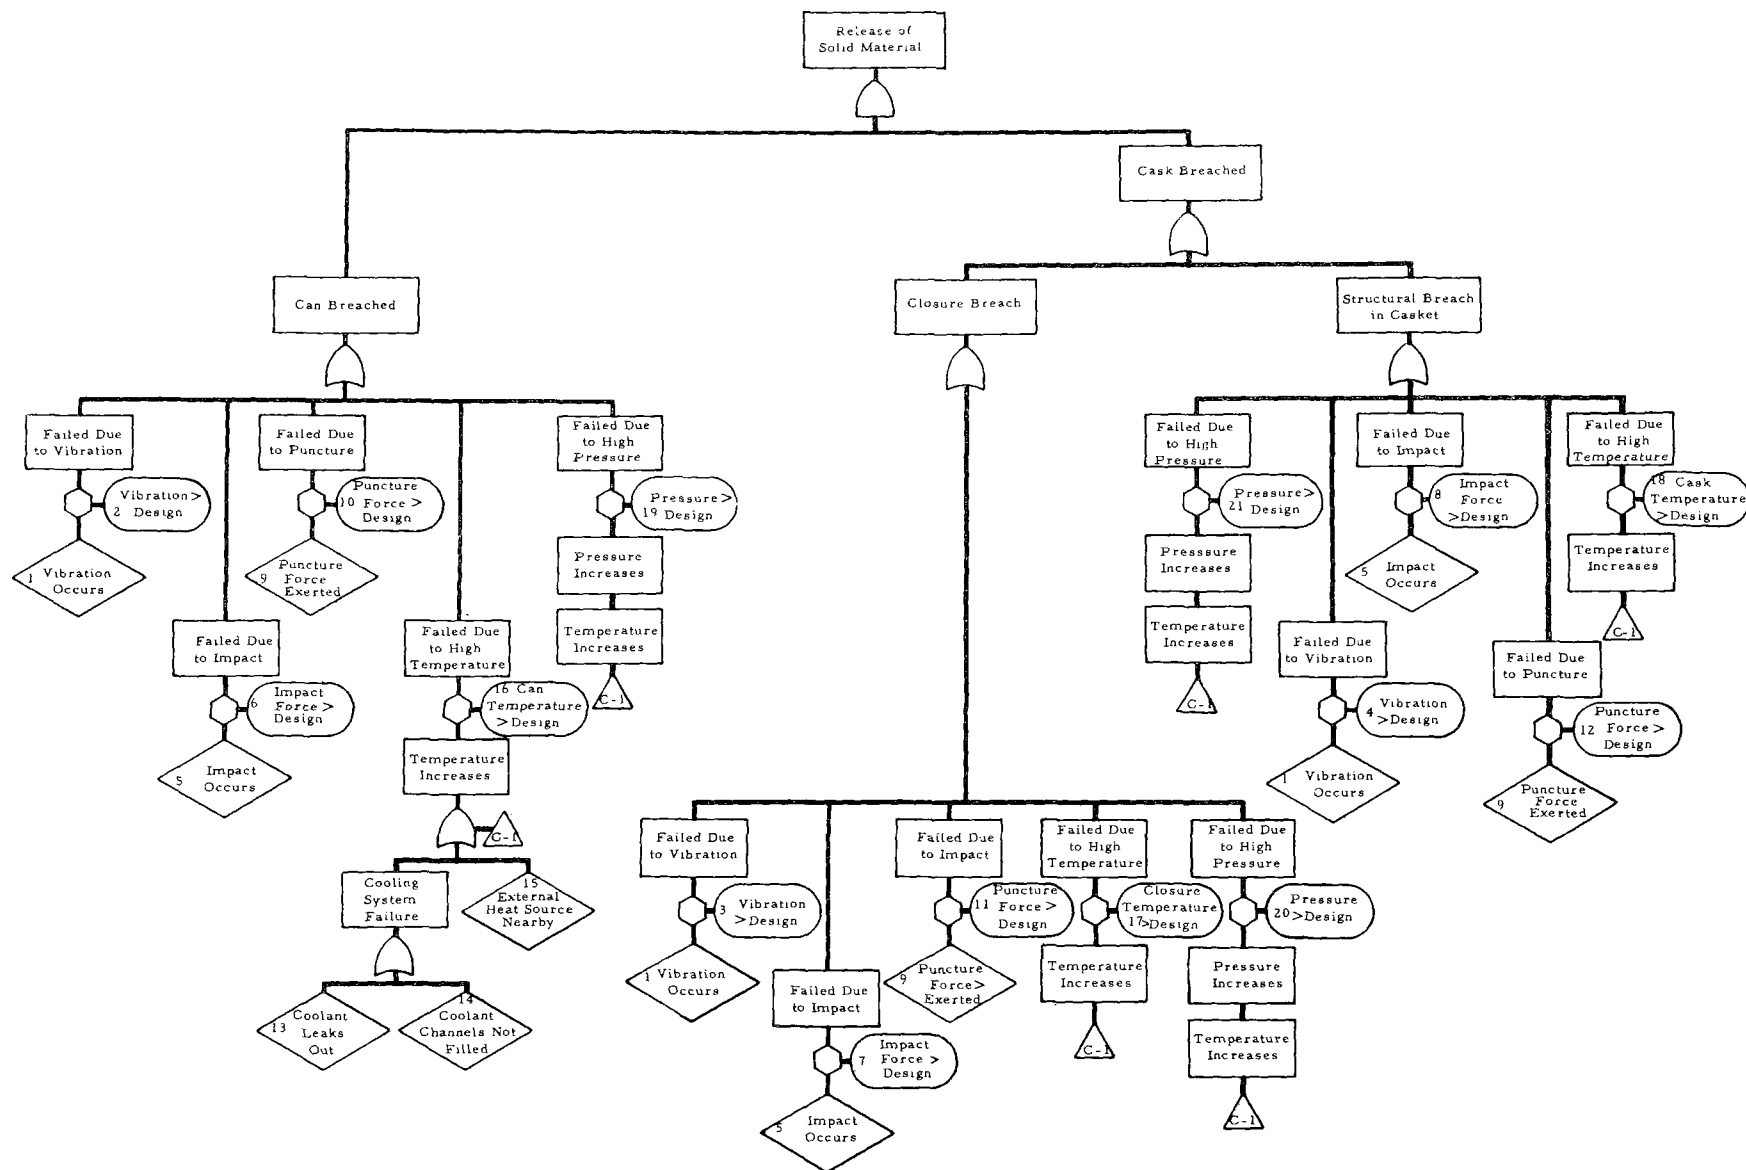 Release of
Solid Material
Cask Breached
Can Breached
Closure Breach
Structural Breach
in Casket
Failed Due
to Vibration
Vibration >
2 Design
1 Vibration
Occurs
Failed Due
to Impact
Impact
6 Force >
Design
5 Impact
Occurs
Failed Due
to Puncture
Puncture
10 Force >
Design
9 Puncture
Force
Exerted
Failed Due
to High
Temperature
16 Can
Temperature
> Design
Temperature
Increases
C-1
Cooling
System
Failure
15
External
Heat Source
Nearby
13 Coolant
Leaks
Out
14
Coolant
Channels Not
Filled
Failed Due
to High
Pressure
Pressure >
19 Design
Pressure
Increases
Temperature
Increases
C-1
Failed Due
to Vibration
3 Vibration
> Design
1 Vibration
Occurs
Failed Due
to Impact
Impact
7 Force >
Design
5 Impact
Occurs
Failed Due
to Impact
Puncture
11 Force >
Design
9 Puncture
Force >
Exerted
Failed Due
to High
Temperature
Closure
Temperature
17 > Design
Temperature
Increases
C-1
Failed Due
to High
Pressure
Pressure
20 > Design
Pressure
Increases
Temperature
Increases
C-1
Failed Due
to High
Pressure
Pressure >
21 Design
Pressure
Increases
Temperature
Increases
C-1
Failed Due
to Vibration
4 Vibration
> Design
1 Vibration
Occurs
Failed Due
to Impact
Impact
8 Force
> Design
5 Impact
Occurs
Failed Due
to Puncture
Puncture
12 Force >
Design
9 Puncture
Force
Exerted
Failed Due
to High
Temperature
18 Cask
Temperature
> Design
Temperature
Increases
C-1